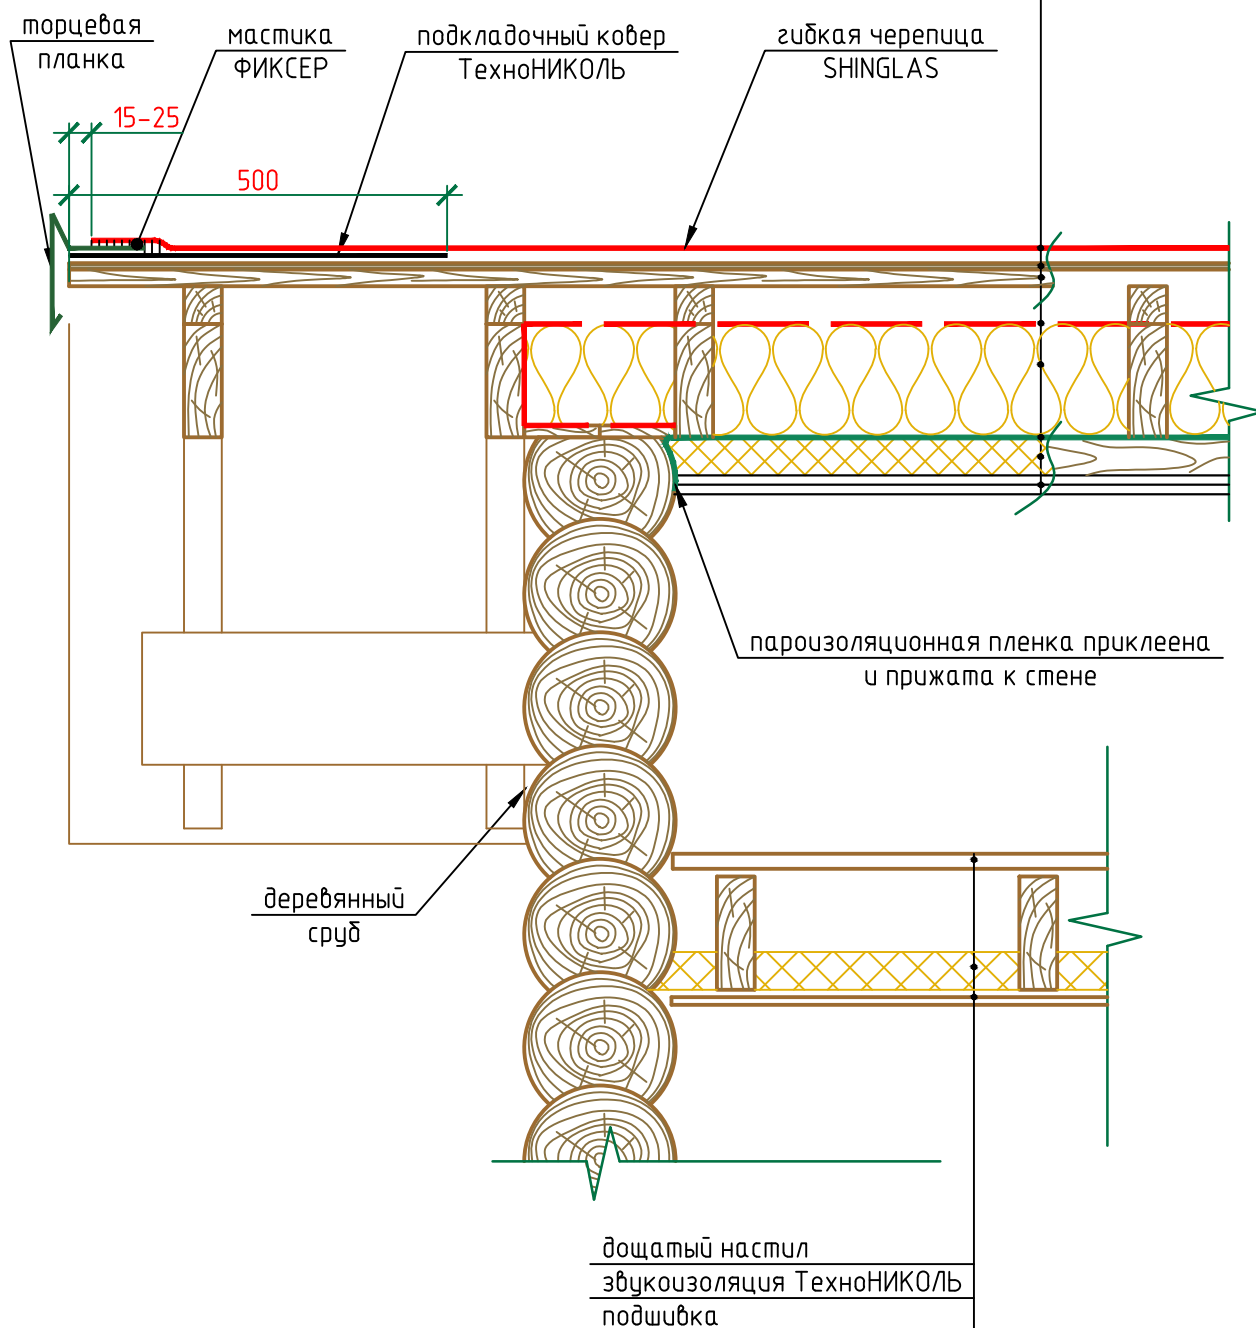 торцевая
планка
мастика
ФИКСЕР
подкладочный ковер
ТехноНИКОЛЬ
гибкая черепица
SHINGLAS
15-25
500
пароизоляционная пленка приклеена
и прижата к стене
деревянный
сруб
дощатый настил
звукоизоляция ТехноНИКОЛЬ
подшивка